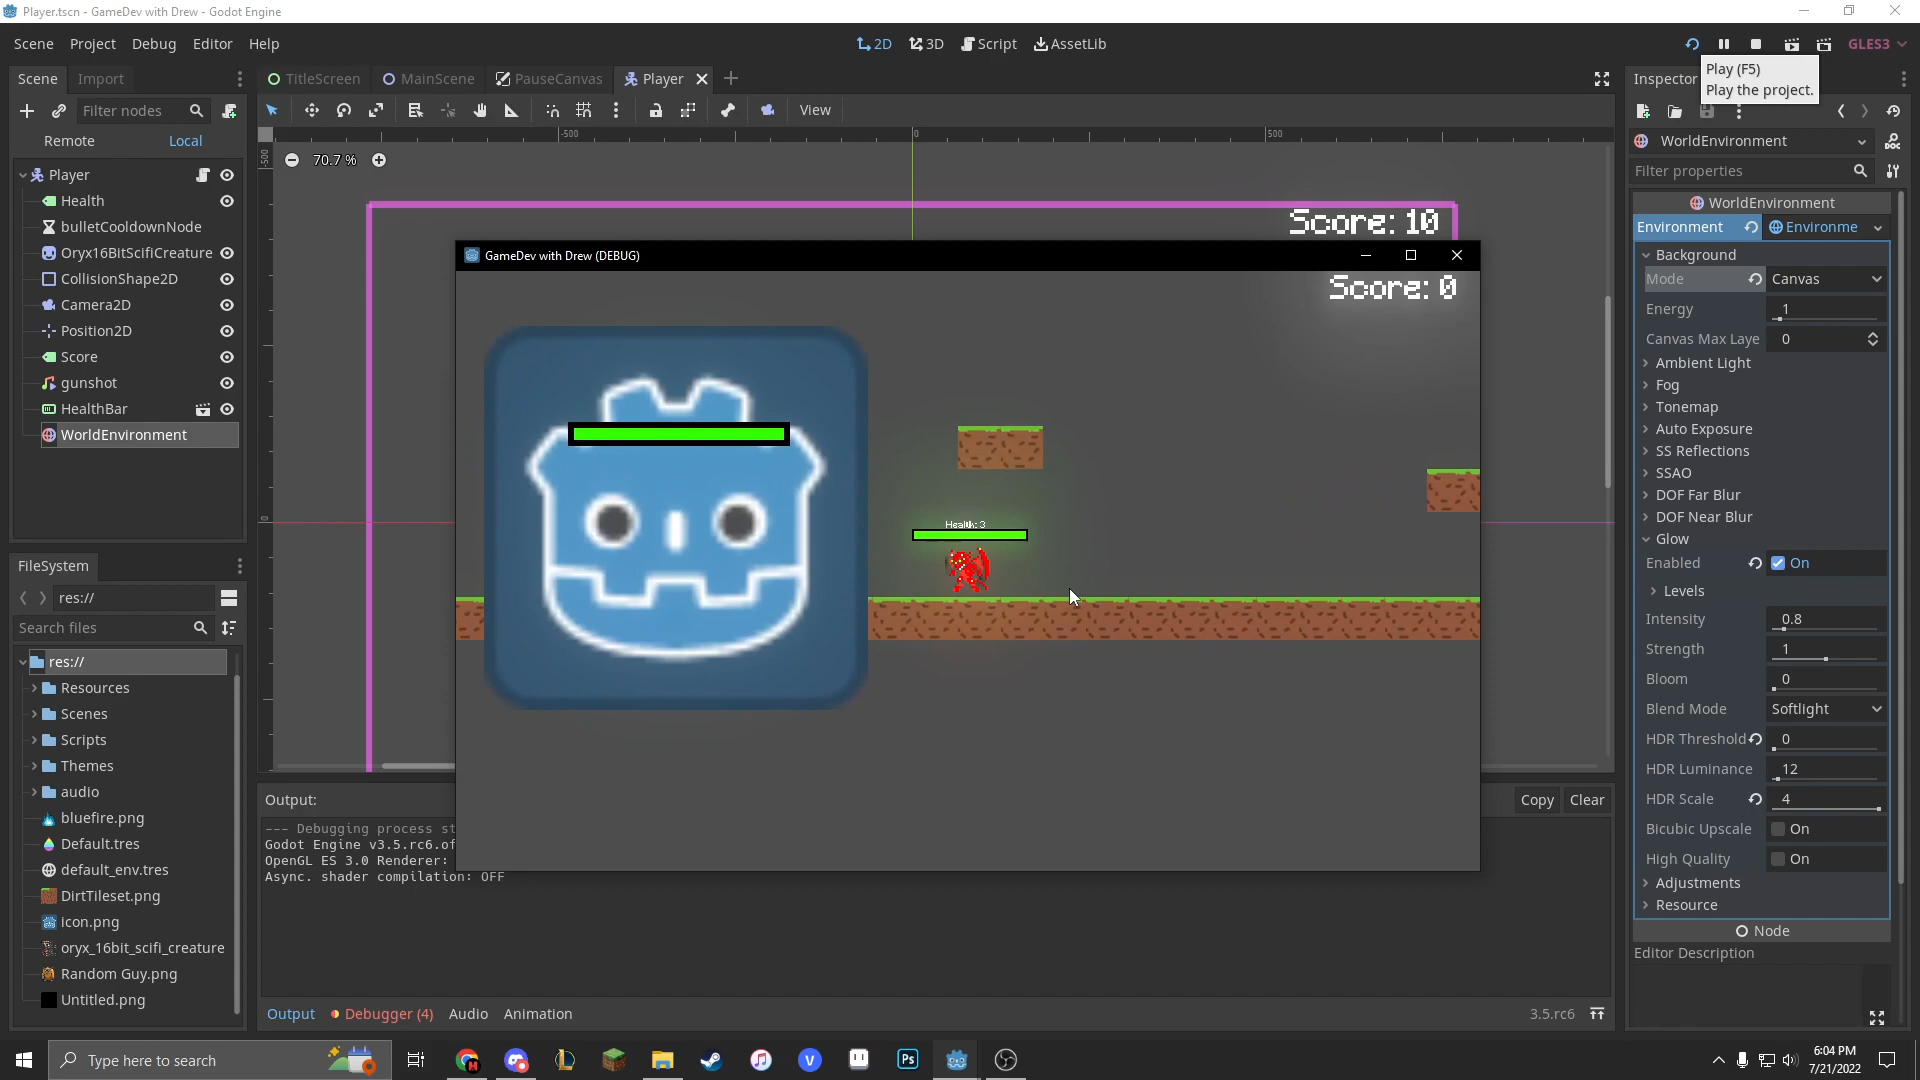 Player.tscn - GameDev with Drew - Godot Engine
Scene Project Debug Editor Help
2D 3D Script AssetLib
GLES3
Scene Import
TitleScreen MainScene PauseCanvas Player
Inspector
Play (F5)
Play the project.
Filter nodes
View
Remote Local
-500 0 500
-500
0
70.7 %
WorldEnvironment
Filter properties
Player
Health
bulletCooldownNode
Oryx16BitScifiCreature
CollisionShape2D
Camera2D
Position2D
Score
gunshot
HealthBar
WorldEnvironment
Score: 10
GameDev with Drew (DEBUG)
Score: 0
Health: 3
WorldEnvironment
Environment Environme
Background
Mode Canvas
Energy 1
Canvas Max Laye 0
Ambient Light
Fog
Tonemap
Auto Exposure
SS Reflections
SSAO
DOF Far Blur
DOF Near Blur
Glow
Enabled On
Levels
Intensity 0.8
Strength 1
Bloom 0
Blend Mode Softlight
HDR Threshold 0
HDR Luminance 12
HDR Scale 4
Bicubic Upscale On
High Quality On
Adjustments
Resource
Node
Editor Description
FileSystem
res://
Search files
res://
Resources
Scenes
Scripts
Themes
audio
bluefire.png
Default.tres
default_env.tres
DirtTileset.png
icon.png
oryx_16bit_scifi_creature
Random Guy.png
Untitled.png
Output:
Copy Clear
--- Debugging process st
Godot Engine v3.5.rc6.of
OpenGL ES 3.0 Renderer:
Async. shader compilation: OFF
Output Debugger (4) Audio Animation
3.5.rc6
Type here to search
6:04 PM
7/21/2022